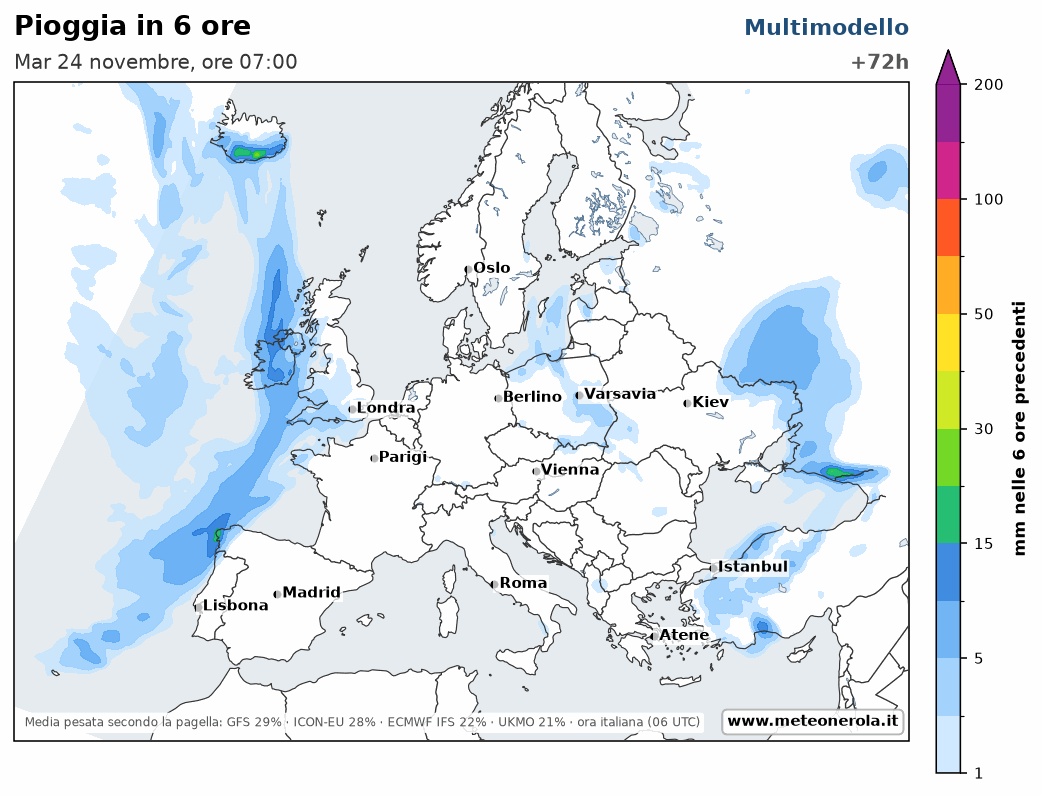 Pioggia in 6 ore
Multimodello
Mar 24 novembre, ore 07:00
+72h
200
100
50
30
15
5
1
mm nelle 6 ore precedenti
Oslo
Berlino
Varsavia
Kiev
Londra
Parigi
Vienna
Istanbul
Roma
Madrid
Lisbona
Atene
Media pesata secondo la pagella: GFS 29% · ICON-EU 28% · ECMWF IFS 22% · UKMO 21% · ora italiana (06 UTC)
www.meteonerola.it